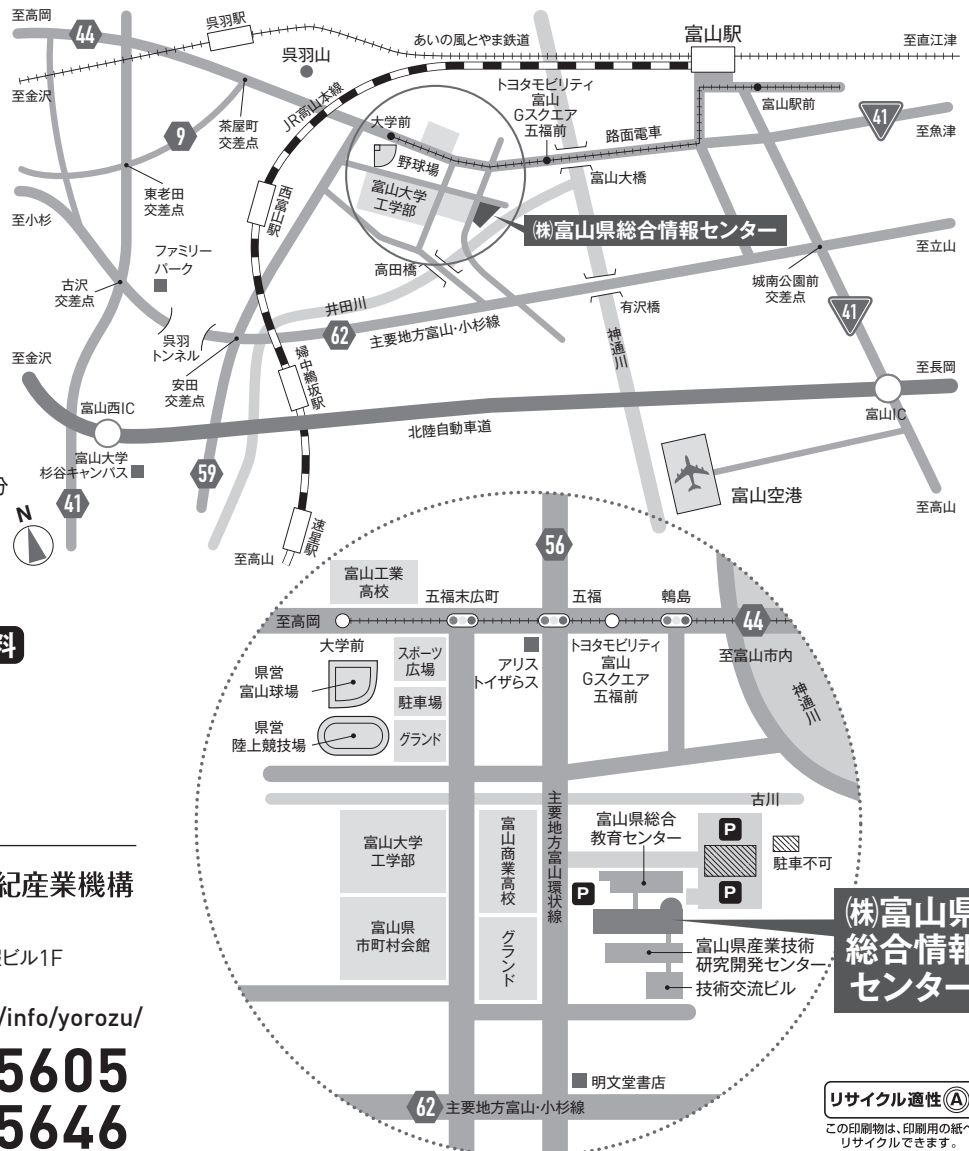 至高岡
44
呉羽駅
呉羽山
あいの風とやま鉄道
富山駅
至直江津
至金沢
9
茶屋町
交差点
JR高山本線
大学前
トヨタモビリティ
富山
Gスクエア
五福前
路面電車
富山駅前
41
至魚津
東老田
交差点
野球場
富山大学
工学部
富山大橋
西富山駅
至小杉
ファミリー
パーク
㈱富山県総合情報センター
至立山
古沢
交差点
高田橋
城南公園前
交差点
井田川
有沢橋
41
呉羽
トンネル
62
主要地方富山・小杉線
神通川
至金沢
安田
交差点
婦中鵜坂駅
至長岡
富山西IC
北陸自動車道
富山IC
富山大学
杉谷キャンパス
分
59
41
富山空港
至高山
N
速星駅
至高山
56
富山工業
高校
五福末広町
五福
鵯島
至高岡
44
料
大学前
スポーツ
広場
アリス
トイザらス
トヨタモビリティ
富山
Gスクエア
五福前
至富山市内
県営
富山球場
駐車場
神通川
県営
陸上競技場
グランド
古川
主要地方富山環状線
富山県総合
教育センター
P
駐車不可
富山大学
工学部
富山商業高校
紀産業機構
P
P
富山県
市町村会館
グランド
㈱富山県
総合情報
センター
ビル1F
富山県産業技術
研究開発センター
技術交流ビル
/info/yorozu/
5605
明文堂書店
5646
62
主要地方富山・小杉線
リサイクル適性Ⓐ
この印刷物は、印刷用の紙へ
リサイクルできます。